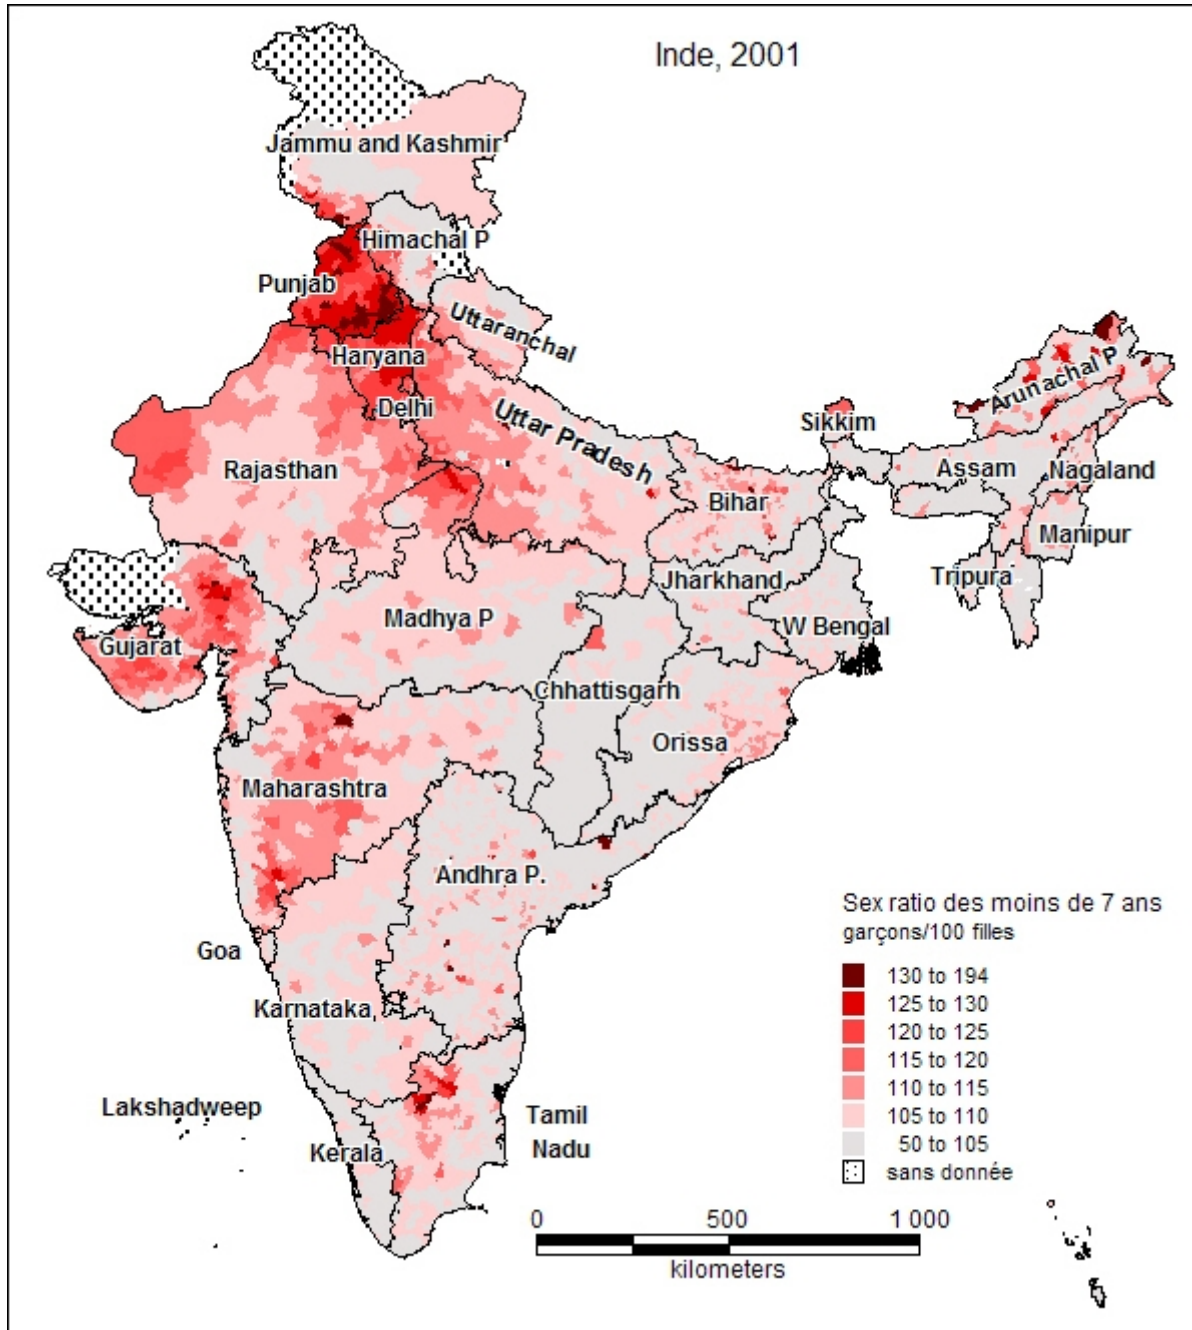 Inde, 2001
Jammu and Kashmir
Himachal P
Punjab
Uttaranchal
Haryana
Delhi
Uttar Pradesh
Arunachal P
Sikkim
Rajasthan
Assam
Nagaland
Bihar
Manipur
Jharkhand
Tripura
Madhya P
W Bengal
Gujarat
Chhattisgarh
Orissa
Maharashtra
Andhra P.
Goa
Karnataka
Lakshadweep
Tamil
Nadu
Kerala
Sex ratio des moins de 7 ans
garçons/100 filles
130 to 194
125 to 130
120 to 125
115 to 120
110 to 115
105 to 110
50 to 105
sans donnée
0 500 1 000
kilometers